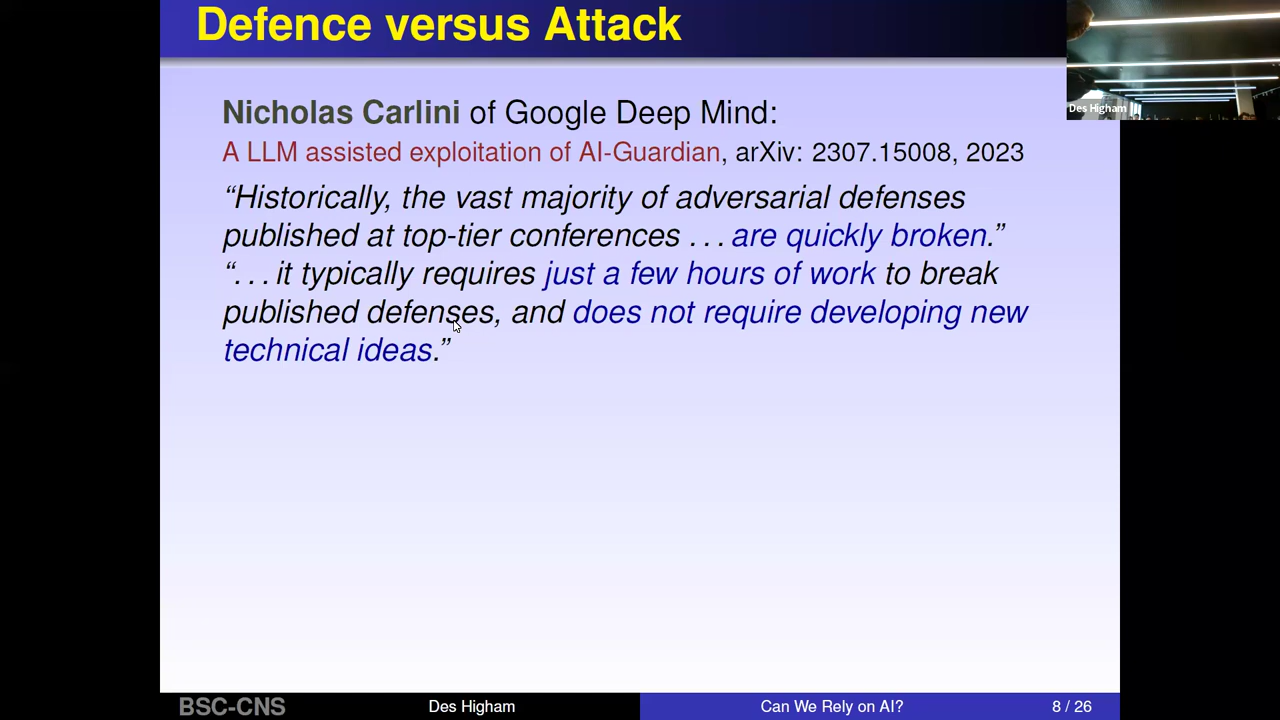 Defence versus Attack
Des Higham
Nicholas Carlini of Google Deep Mind:
A LLM assisted exploitation of AI-Guardian, arXiv: 2307.15008, 2023
“Historically, the vast majority of adversarial defenses
published at top-tier conferences . . . are quickly broken.”
“. . . it typically requires just a few hours of work to break
published defenses, and does not require developing new
technical ideas.”
BSC-CNS Des Higham Can We Rely on AI? 8 / 26